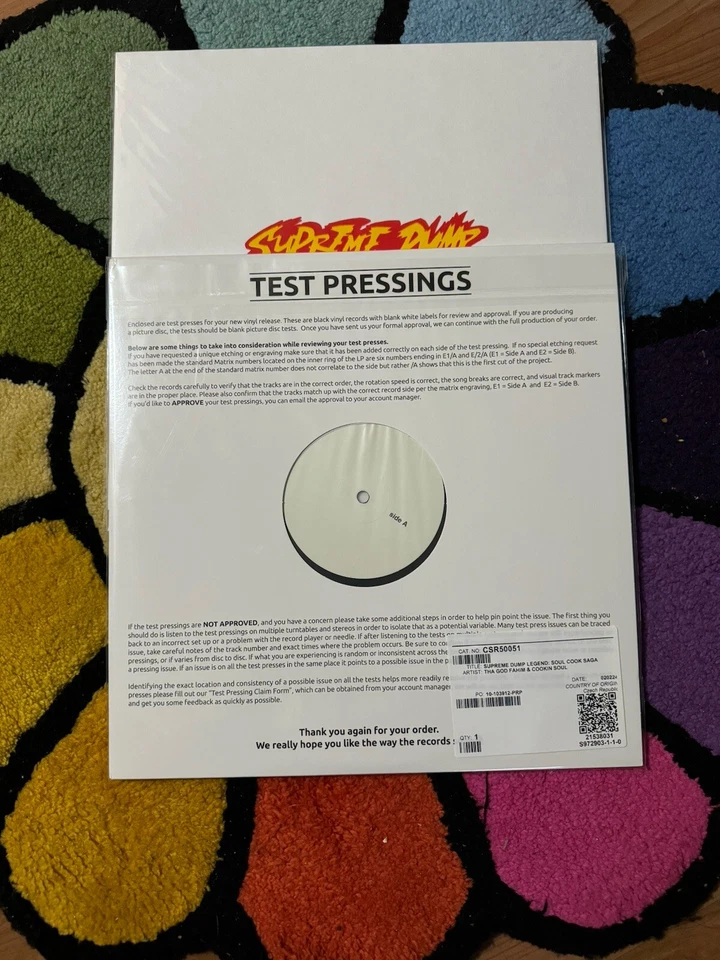 SUPREME DUMP
TEST PRESSINGS
Enclosed are test presses for your new vinyl release. These are black vinyl records with blank white labels for review and approval. If you are producing
a picture disc, the tests should be blank picture disc tests. Once you have sent us your formal approval, we can continue with the full production of your order.
Below are some things to take into consideration while reviewing your test presses.
If you have requested a unique etching or engraving make sure that it has been added correctly on each side of the test pressing. If no special etching request
has been made the standard Matrix numbers located on the inner ring of the LP are six numbers ending in E1/A and E/2/A (E1 = Side A and E2 = Side B).
The letter A at the end of the standard matrix number does not correlate to the side but rather /A shows that this is the first cut of the project.
Check the records carefully to verify that the tracks are in the correct order, the rotation speed is correct, the song breaks are correct, and visual track markers
are in the proper place. Please also confirm that the tracks match up with the correct record side per the matrix engraving, E1 = Side A and E2 = Side B.
If you'd like to APPROVE your test pressings, you can email the approval to your account manager.
side A
If the test pressings are NOT APPROVED, and you have a concern please take some additional steps in order to help pin point the issue. The first thing you
should do is listen to the test pressings on multiple turntables and stereos in order to isolate that as a potential variable. Many test press issues can be traced
back to an incorrect set up or a problem with the record player or needle. If after listening to the tests on
issue, take careful notes of the track number and exact times where the problem occurs. Be sure to
pressings, or if varies from disc to disc. If what you are experiencing is random or inconsistent across the
a pressing issue. If an issue is on all the test presses in the same place it points to a possible issue in the
Identifying the exact location and consistency of a possible issue on all the tests helps more readily
presses please fill out our "Test Pressing Claim Form", which can be obtained from your account manager
and get you some feedback as quickly as possible.
Thank you again for your order.
We really hope you like the way the records
CAT. NO: CSR50051
TITLE: SUPREME DUMP LEGEND: SOUL COOK SAGA
ARTIST: THA GOD FAHIM & COOKIN SOUL
DATE:
COUNTRY OF ORIGIN
Czech Republic
PO: 10-103912-PRP
QTY: 1
21538031
S972903-1-1-0